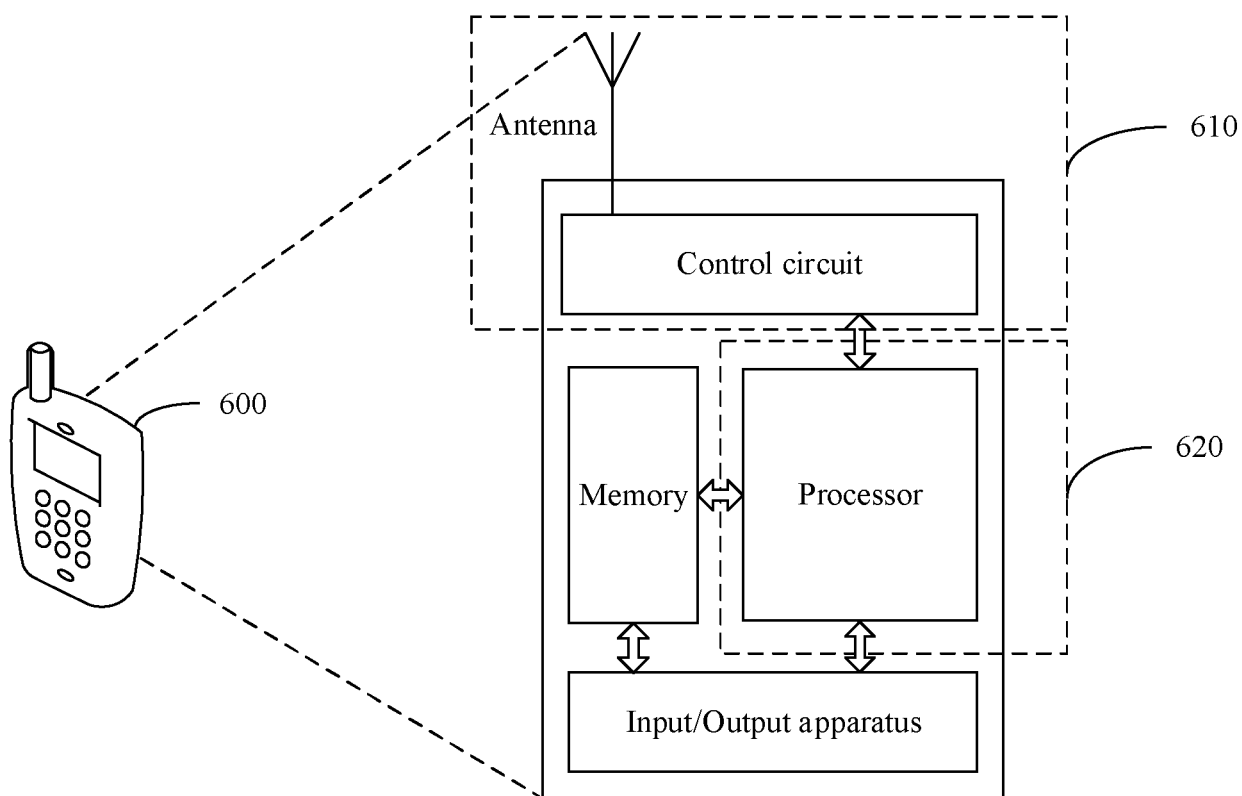 Antenna
610
Control circuit
600
620
Memory
Processor
Input/Output apparatus